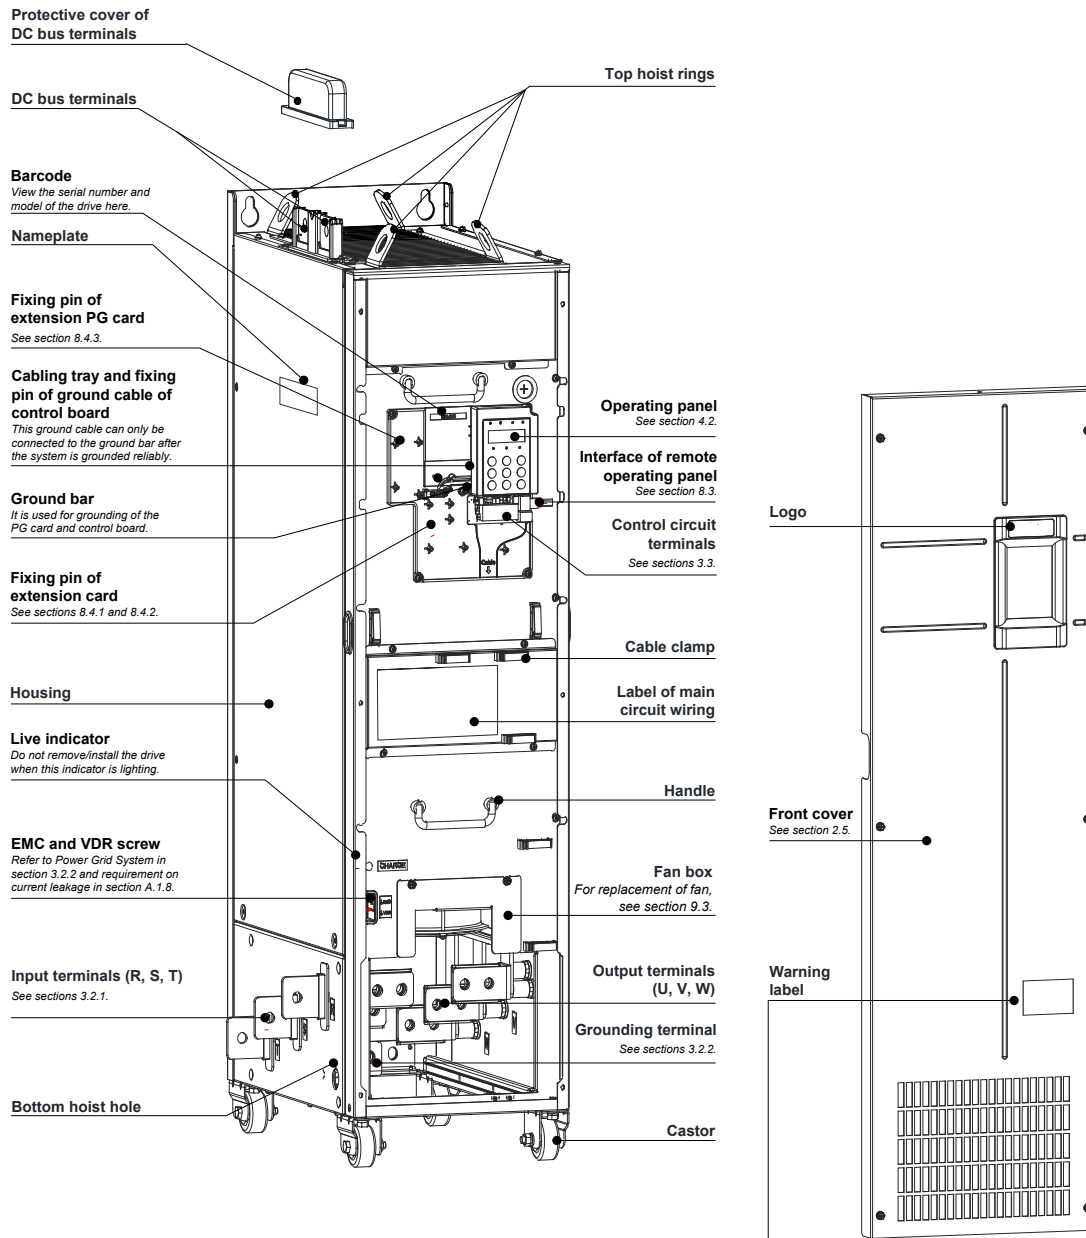 Protective cover of
DC bus terminals
DC bus terminals
Barcode
View the serial number and
model of the drive here.
Nameplate
Fixing pin of
extension PG card
See section 8.4.3.
Cabling tray and fixing
pin of ground cable of
control board
This ground cable can only be
connected to the ground bar after
the system is grounded reliably.
Ground bar
It is used for grounding of the
PG card and control board.
Fixing pin of
extension card
See sections 8.4.1 and 8.4.2.
Housing
Live indicator
Do not remove/install the drive
when this indicator is lighting.
EMC and VDR screw
Refer to Power Grid System in
section 3.2.2 and requirement on
current leakage in section A.1.8.
Input terminals (R, S, T)
See sections 3.2.1.
Bottom hoist hole
Cable
CHARGE
Top hoist rings
Operating panel
See section 4.2.
Interface of remote
operating panel
See section 8.3.
Control circuit
terminals
See sections 3.3.
Cable clamp
Label of main
circuit wiring
Handle
Fan box
For replacement of fan,
see section 9.3.
Output terminals
(U, V, W)
Grounding terminal
See sections 3.2.2.
Castor
Logo
Front cover
See section 2.5.
Warning
label